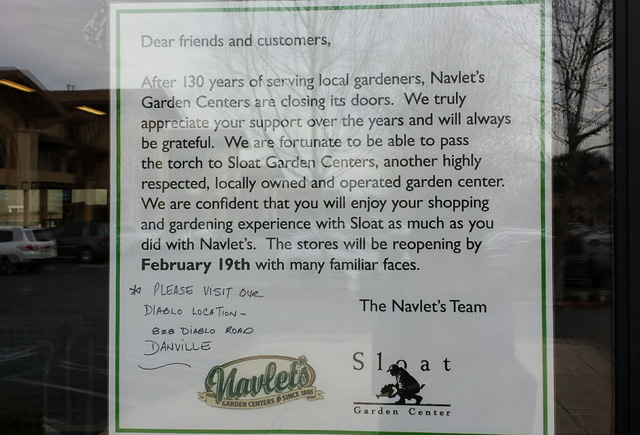 Dear friends and customers,
After 130 years of serving local gardeners, Navlet's
Garden Centers are closing its doors. We truly
appreciate your support over the years and will always
be grateful. We are fortunate to be able to pass
the torch to Sloat Garden Centers, another highly
respected, locally owned and operated garden center.
We are confident that you will enjoy your shopping
and gardening experience with Sloat as much as you
did with Navlet's. The stores will be reopening by
February 19th with many familiar faces.
* PLEASE VISIT OUR
DIABLO LOCATION -
828 DIABLO ROAD
DANVILLE
The Navlet's Team
Navlet's
GARDEN CENTERS SINCE 1885
Sloat
Garden Center